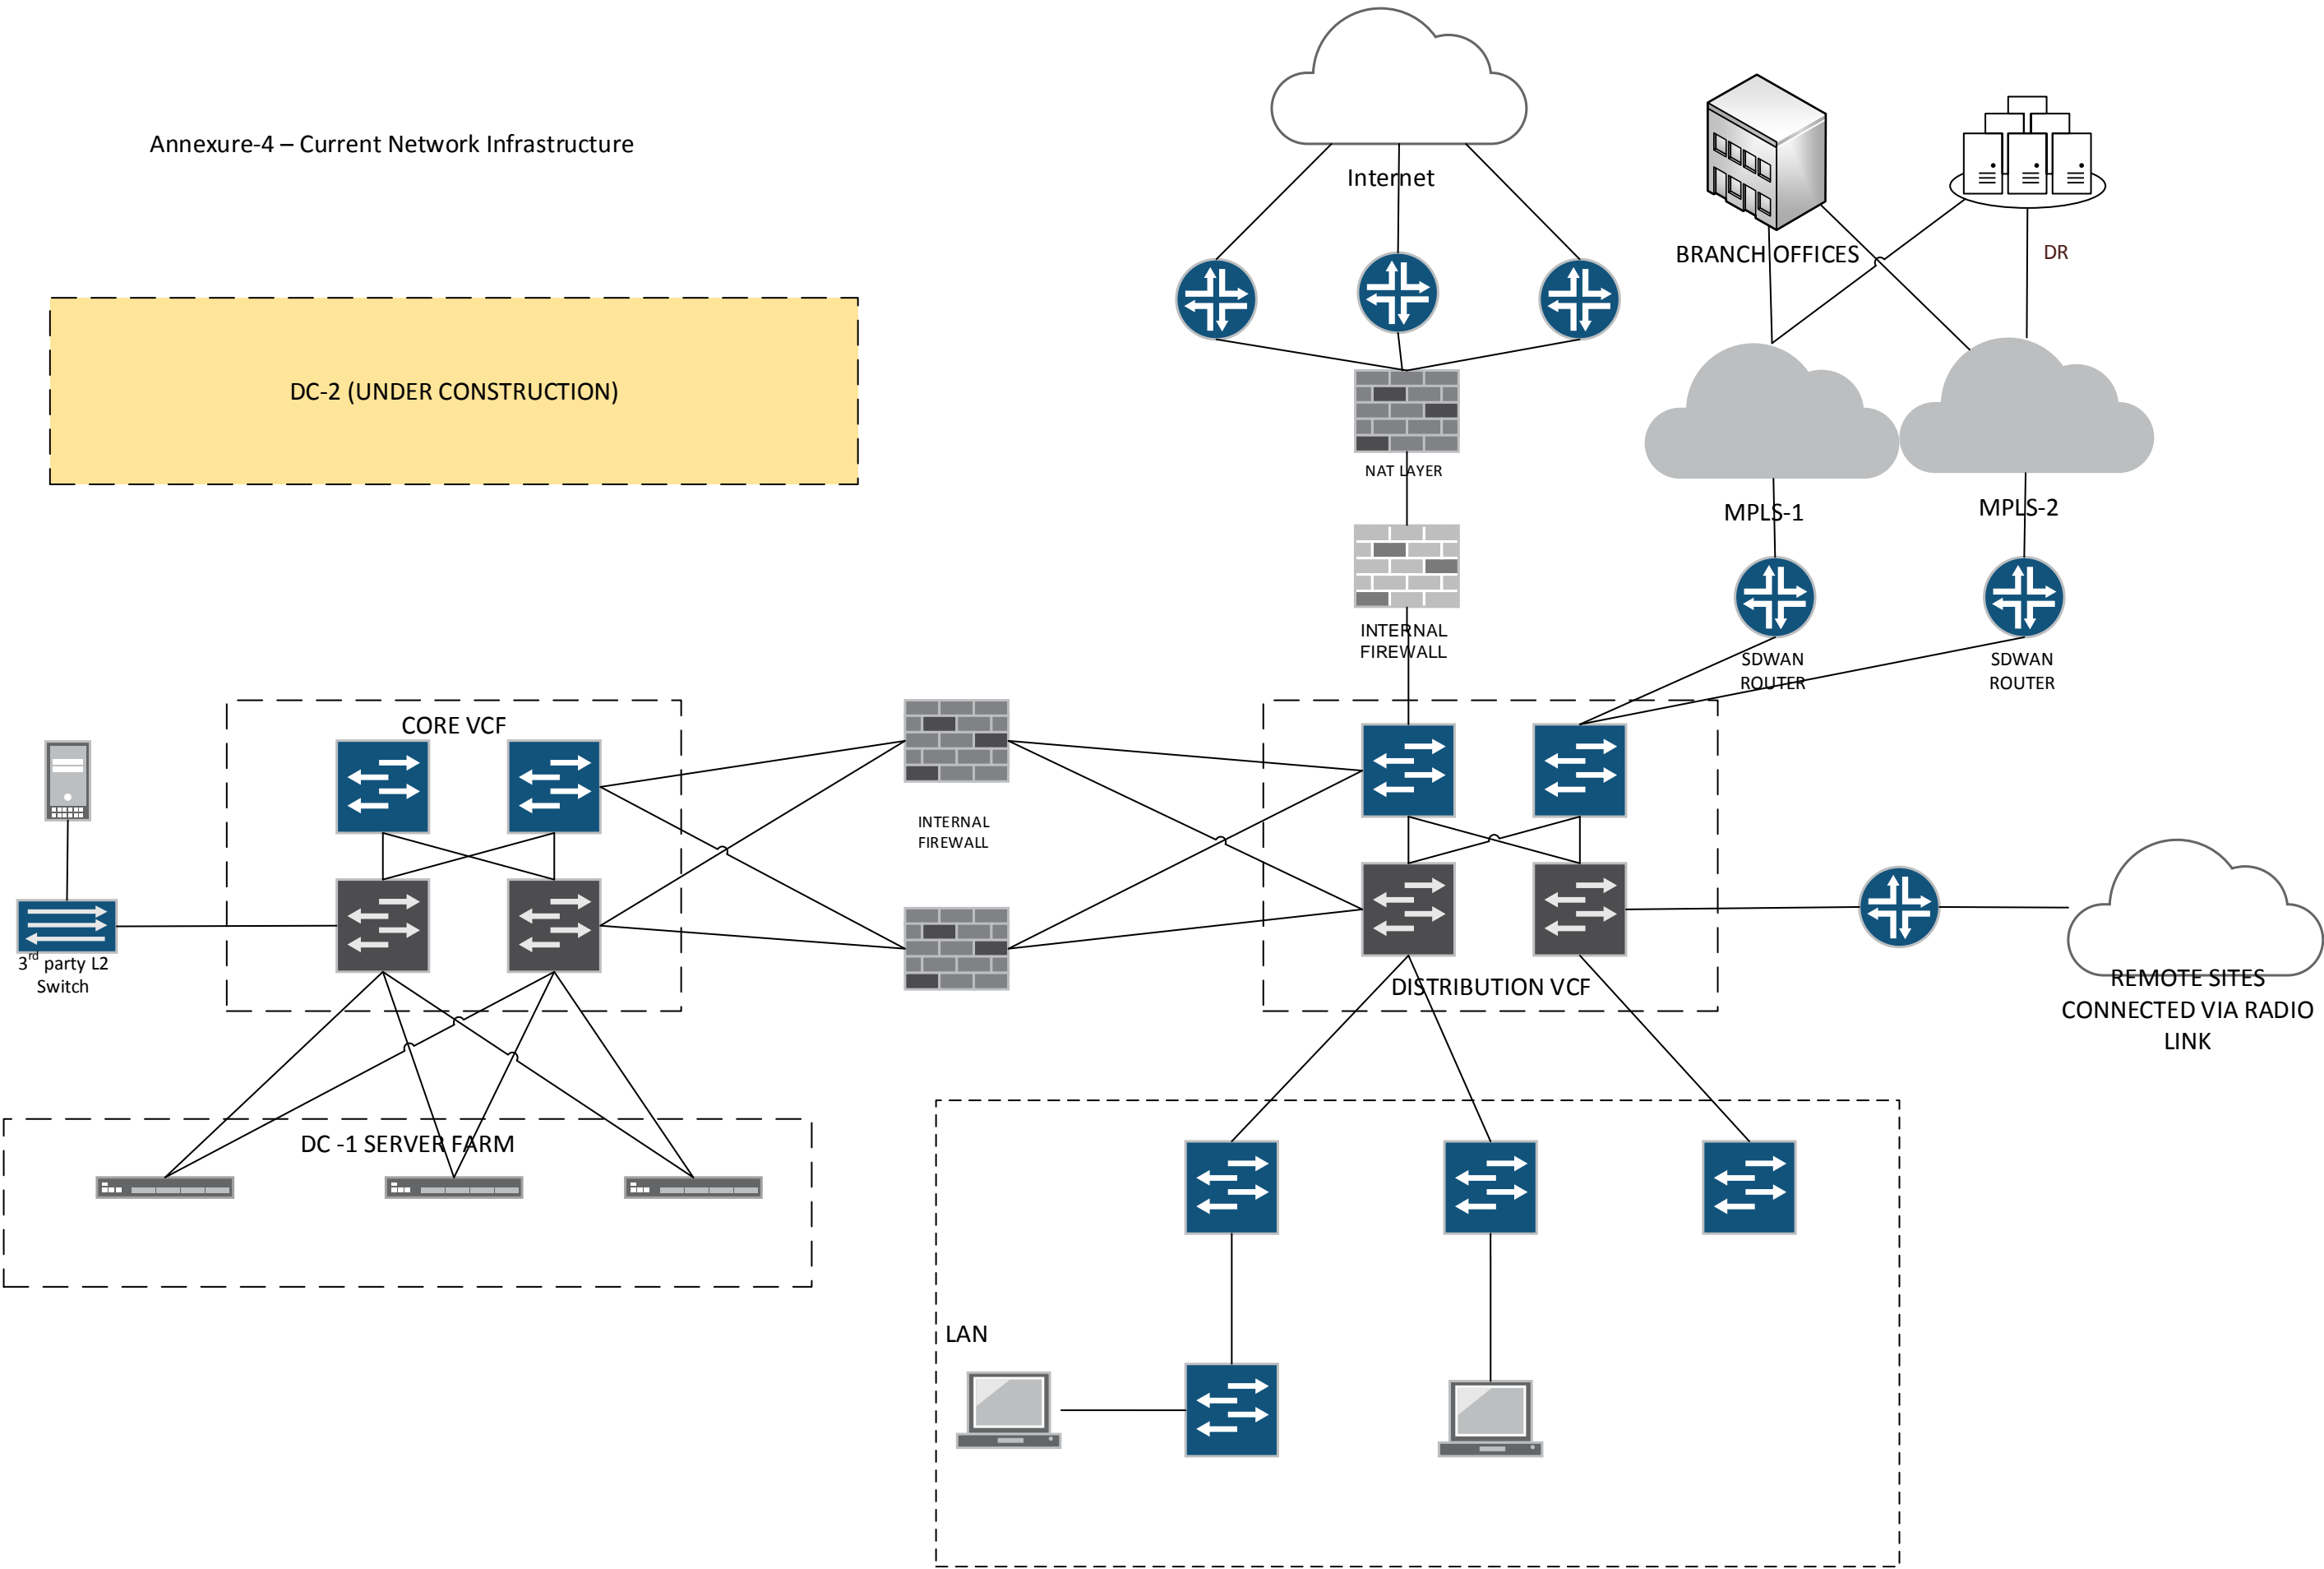 Annexure-4 – Current Network Infrastructure
Internet
BRANCH OFFICES
DR
DC-2 (UNDER CONSTRUCTION)
NAT LAYER
MPLS-1
MPLS-2
INTERNAL
FIREWALL
SDWAN
ROUTER
SDWAN
ROUTER
CORE VCF
INTERNAL
FIREWALL
3rd party L2
Switch
DISTRIBUTION VCF
REMOTE SITES
CONNECTED VIA RADIO
LINK
DC -1 SERVER FARM
LAN